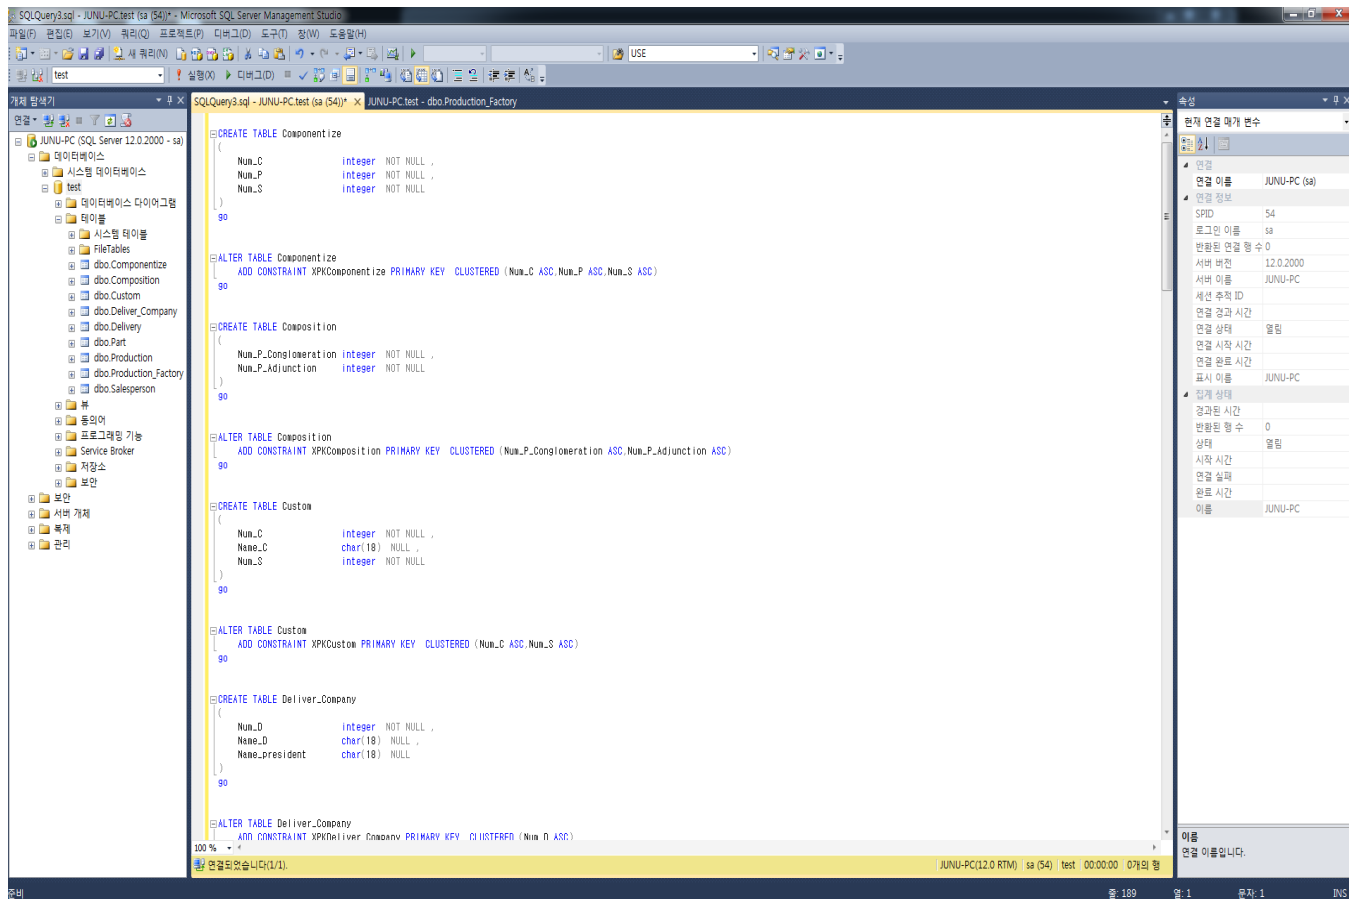 SQLQuery3.sql - JUNU-PC.test (sa (54))* - Microsoft SQL Server Management Studio
파일(F) 편집(E) 보기(V) 쿼리(Q) 프로젝트(P) 디버그(D) 도구(T) 창(W) 도움말(H)
새 쿼리(N)
USE
test
실행(X)
디버그(D)
개체 탐색기
연결
JUNU-PC (SQL Server 12.0.2000 - sa)
데이터베이스
시스템 데이터베이스
test
데이터베이스 다이어그램
테이블
시스템 테이블
FileTables
dbo.Componentize
dbo.Composition
dbo.Custom
dbo.Deliver_Company
dbo.Delivery
dbo.Part
dbo.Production
dbo.Production_Factory
dbo.Salesperson
뷰
동의어
프로그래밍 기능
Service Broker
저장소
보안
보안
서버 개체
복제
관리
SQLQuery3.sql - JUNU-PC.test (sa (54))*
JUNU-PC.test - dbo.Production_Factory
CREATE TABLE Componentize
(
Num_C integer NOT NULL ,
Num_P integer NOT NULL ,
Num_S integer NOT NULL
)
go
ALTER TABLE Componentize
ADD CONSTRAINT XPKComponentize PRIMARY KEY CLUSTERED (Num_C ASC,Num_P ASC,Num_S ASC)
go
CREATE TABLE Composition
(
Num_P_Conglomeration integer NOT NULL ,
Num_P_Adjunction integer NOT NULL
)
go
ALTER TABLE Composition
ADD CONSTRAINT XPKComposition PRIMARY KEY CLUSTERED (Num_P_Conglomeration ASC,Num_P_Adjunction ASC)
go
CREATE TABLE Custom
(
Num_C integer NOT NULL ,
Name_C char(18) NULL ,
Num_S integer NOT NULL
)
go
ALTER TABLE Custom
ADD CONSTRAINT XPKCustom PRIMARY KEY CLUSTERED (Num_C ASC,Num_S ASC)
go
CREATE TABLE Deliver_Company
(
Num_D integer NOT NULL ,
Name_D char(18) NULL ,
Name_president char(18) NULL
)
go
ALTER TABLE Deliver_Company
ADD CONSTRAINT XPKDeliver_Company PRIMARY KEY CLUSTERED (Num_D ASC)
100 %
연결되었습니다(1/1).
JUNU-PC(12.0 RTM) sa (54) test 00:00:00 0개의 행
속성
현재 연결 매개 변수
연결
연결 이름 JUNU-PC (sa)
연결 정보
SPID 54
로그인 이름 sa
반환된 연결 행 수 0
서버 버전 12.0.2000
서버 이름 JUNU-PC
세션 추적 ID
연결 경과 시간
연결 상태 열림
연결 시작 시간
연결 완료 시간
표시 이름 JUNU-PC
집계 상태
경과된 시간
반환된 행 수 0
상태 열림
시작 시간
연결 실패
완료 시간
이름 JUNU-PC
이름
연결 이름입니다.
준비
줄: 189 열: 1 문자: 1 INS